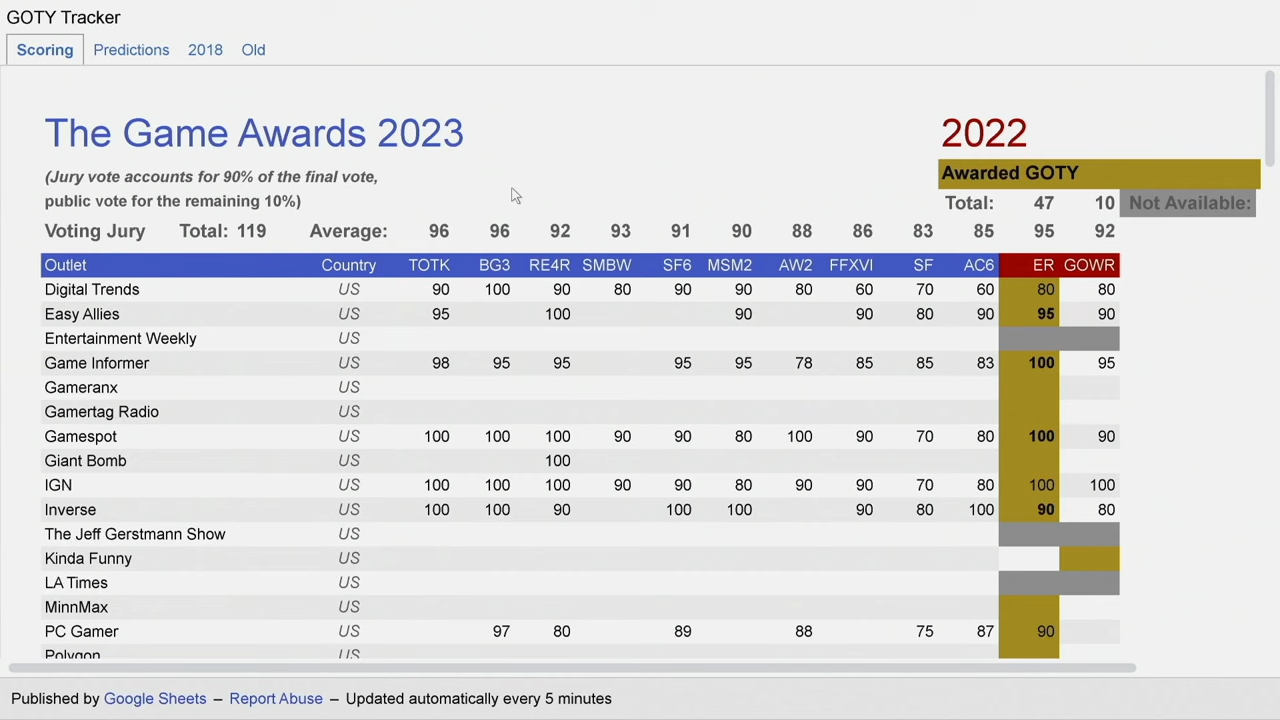 GOTY Tracker
Scoring Predictions 2018 Old
The Game Awards 2023 2022
(Jury vote accounts for 90% of the final vote, Awarded GOTY
public vote for the remaining 10%) Total: 47 10 Not Available:
Voting Jury Total: 119 Average: 96 96 92 93 91 90 88 86 83 85 95 92
Outlet Country TOTK BG3 RE4R SMBW SF6 MSM2 AW2 FFXVI SF AC6 ER GOWR
Digital Trends US 90 100 90 80 90 90 80 60 70 60 80 80
Easy Allies US 95 100 90 90 80 90 95 90
Entertainment Weekly US
Game Informer US 98 95 95 95 95 78 85 85 83 100 95
Gameranx US
Gamertag Radio US
Gamespot US 100 100 100 90 90 80 100 90 70 80 100 90
Giant Bomb US 100
IGN US 100 100 100 90 90 80 90 90 70 80 100 100
Inverse US 100 100 90 100 100 90 80 100 90 80
The Jeff Gerstmann Show US
Kinda Funny US
LA Times US
MinnMax US
PC Gamer US 97 80 89 88 75 87 90
Polygon US
Published by Google Sheets – Report Abuse – Updated automatically every 5 minutes